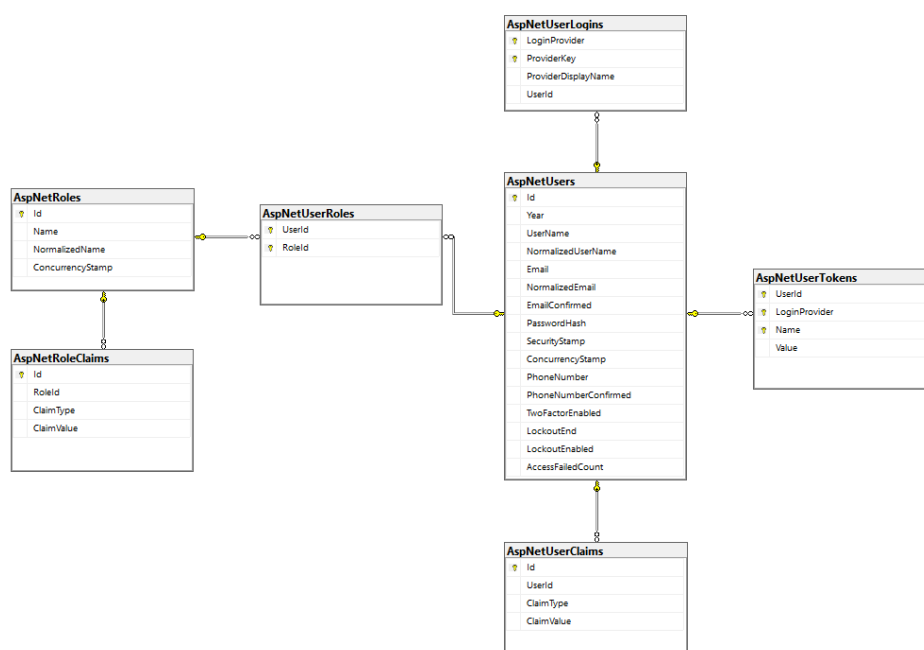 AspNetUserLogins
LoginProvider
ProviderKey
ProviderDisplayName
UserId
AspNetRoles
Id
Name
NormalizedName
ConcurrencyStamp
AspNetUserRoles
UserId
RoleId
AspNetUsers
Id
Year
UserName
NormalizedUserName
Email
NormalizedEmail
EmailConfirmed
PasswordHash
SecurityStamp
ConcurrencyStamp
PhoneNumber
PhoneNumberConfirmed
TwoFactorEnabled
LockoutEnd
LockoutEnabled
AccessFailedCount
AspNetUserTokens
UserId
LoginProvider
Name
Value
AspNetRoleClaims
Id
RoleId
ClaimType
ClaimValue
AspNetUserClaims
Id
UserId
ClaimType
ClaimValue